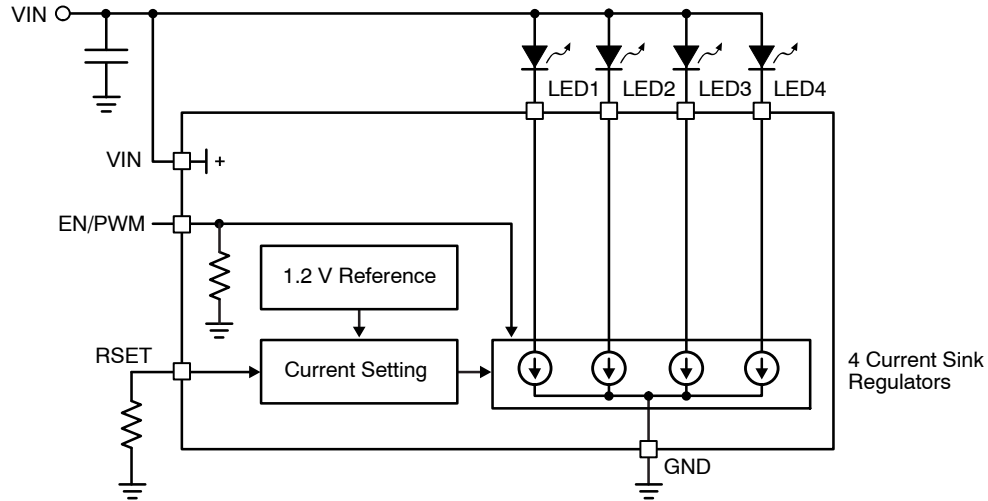 VIN
LED1
LED2
LED3
LED4
VIN
+
EN/PWM
1.2 V Reference
RSET
Current Setting
4 Current Sink
Regulators
GND